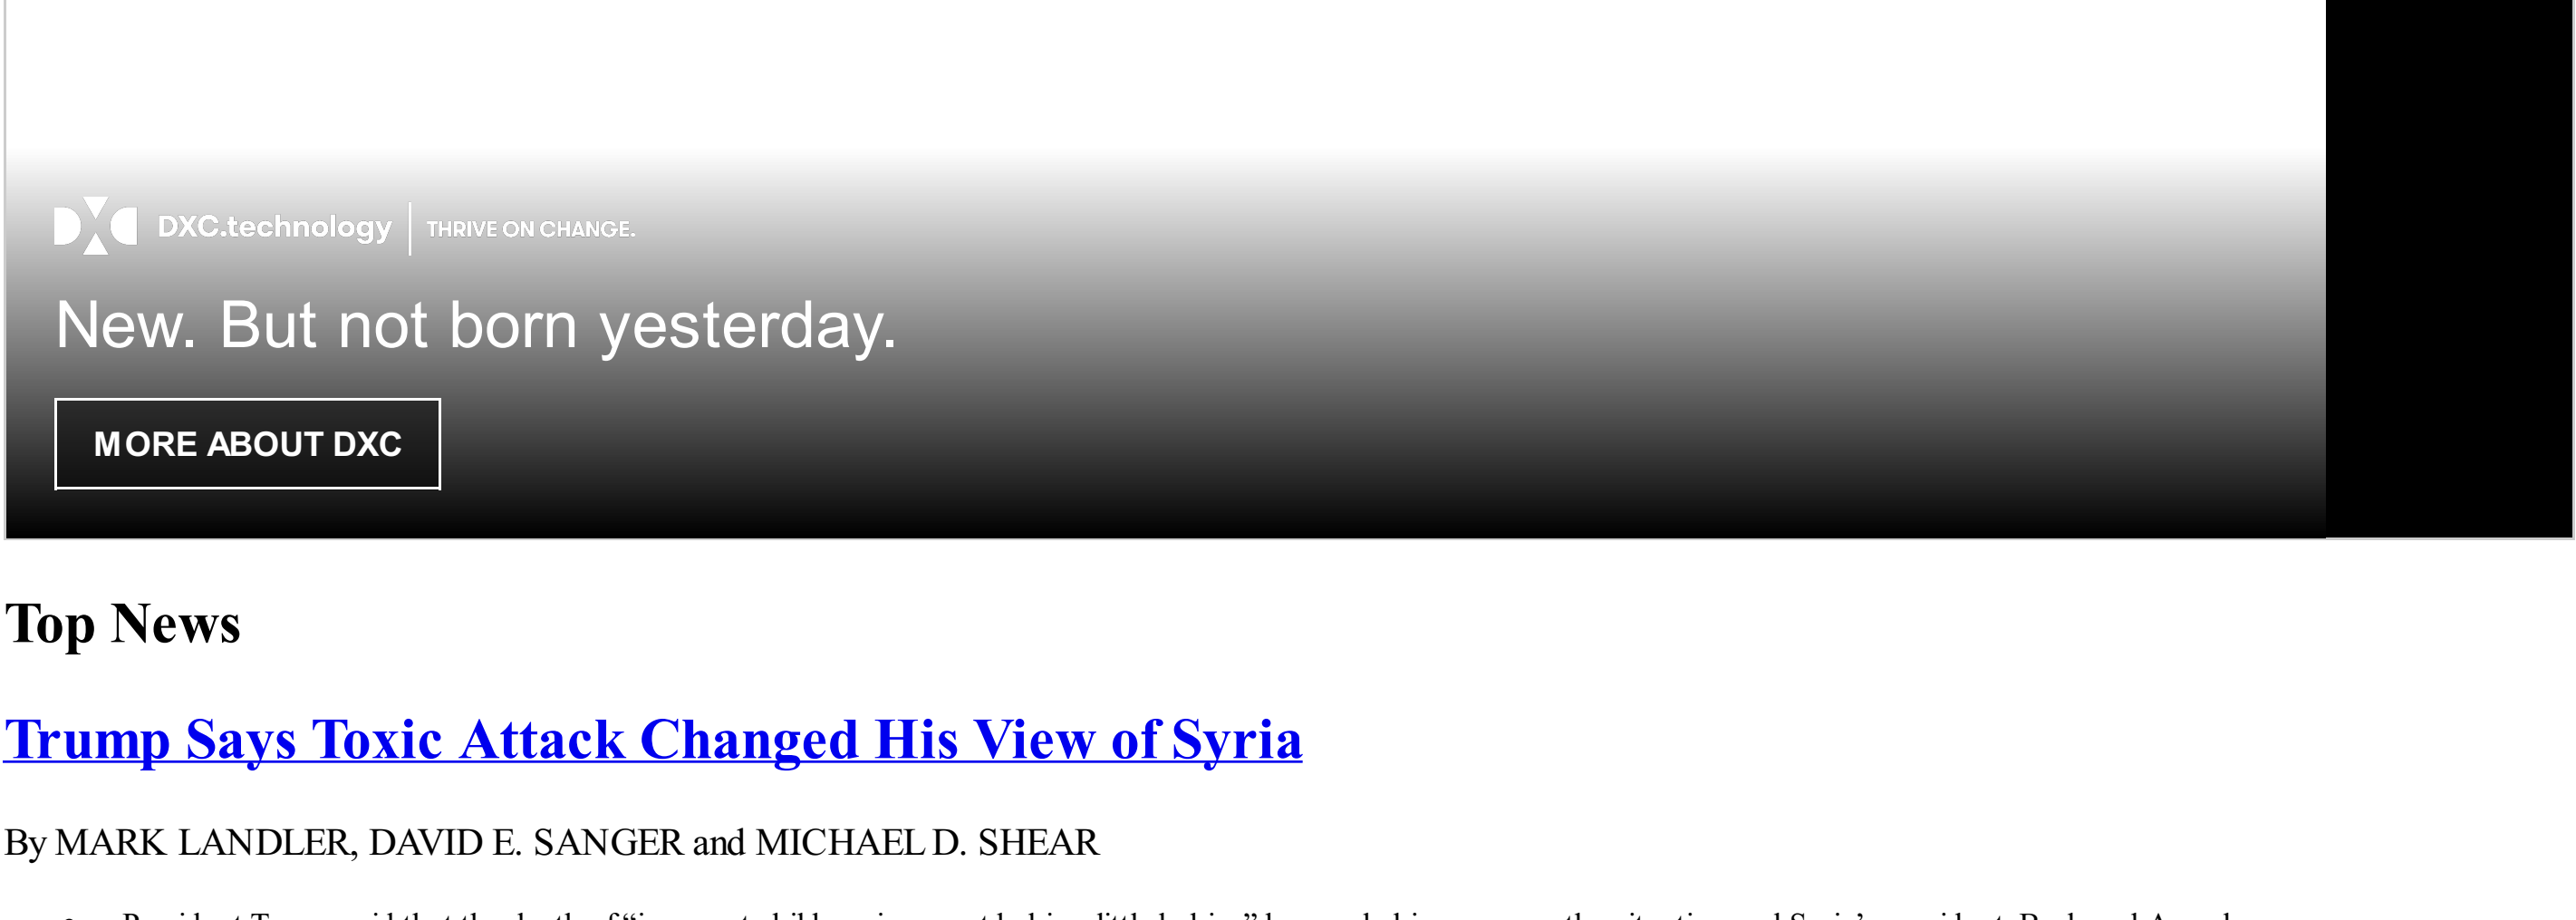 DXC.technology | THRIVE ON CHANGE.
New. But not born yesterday.
MORE ABOUT DXC
Top News
Trump Says Toxic Attack Changed His View of Syria
By MARK LANDLER, DAVID E. SANGER and MICHAEL D. SHEAR